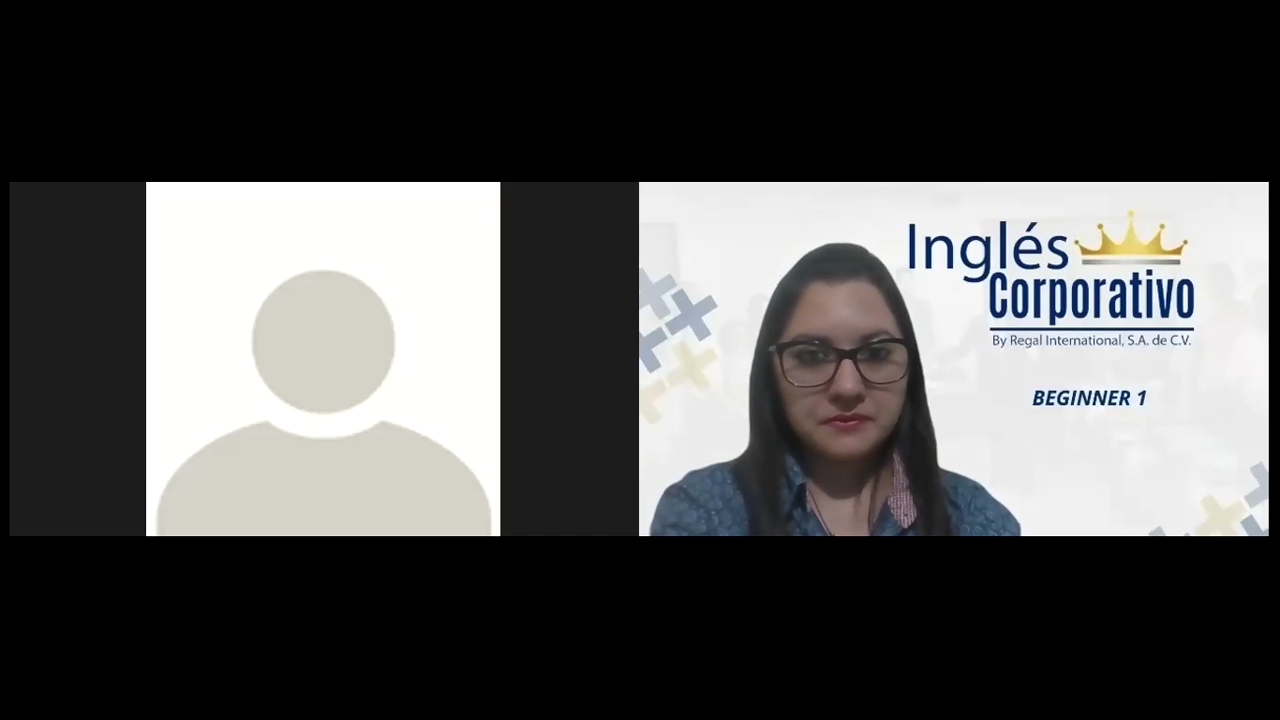 Inglés
Corporativo
By Regal International, S.A. de C.V.
BEGINNER 1